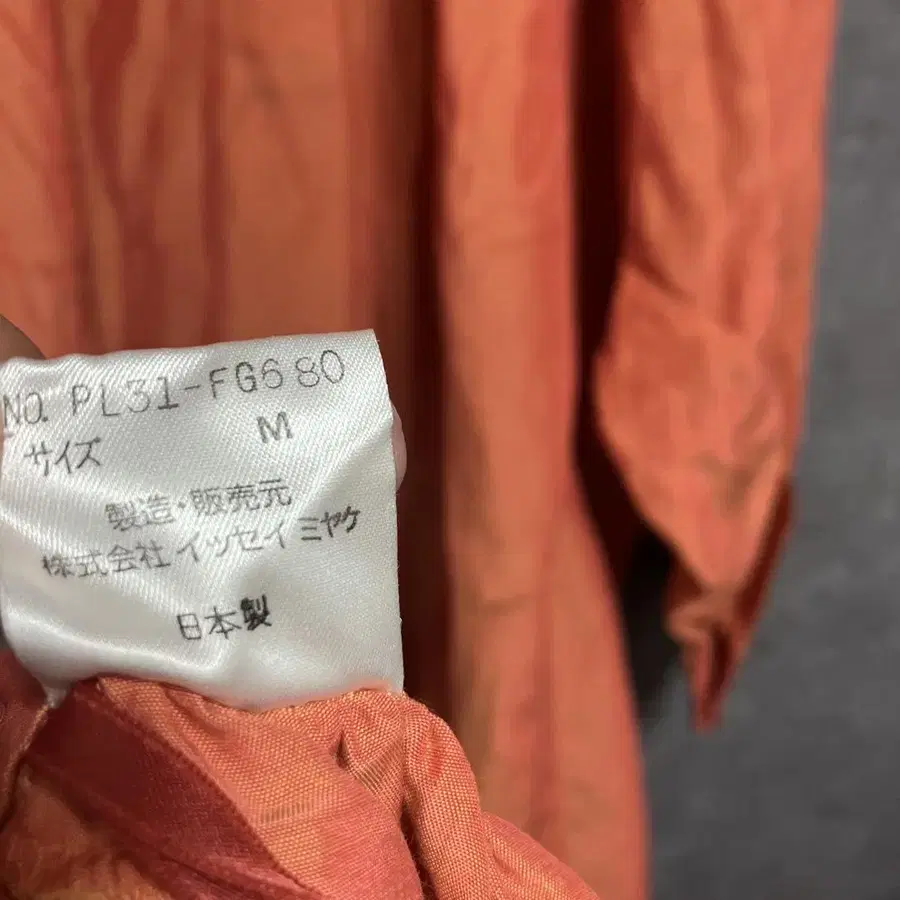 NO. PL31-FG680
サイズ M
製造・販売元
株式会社 イッセイ ミヤケ
日本製